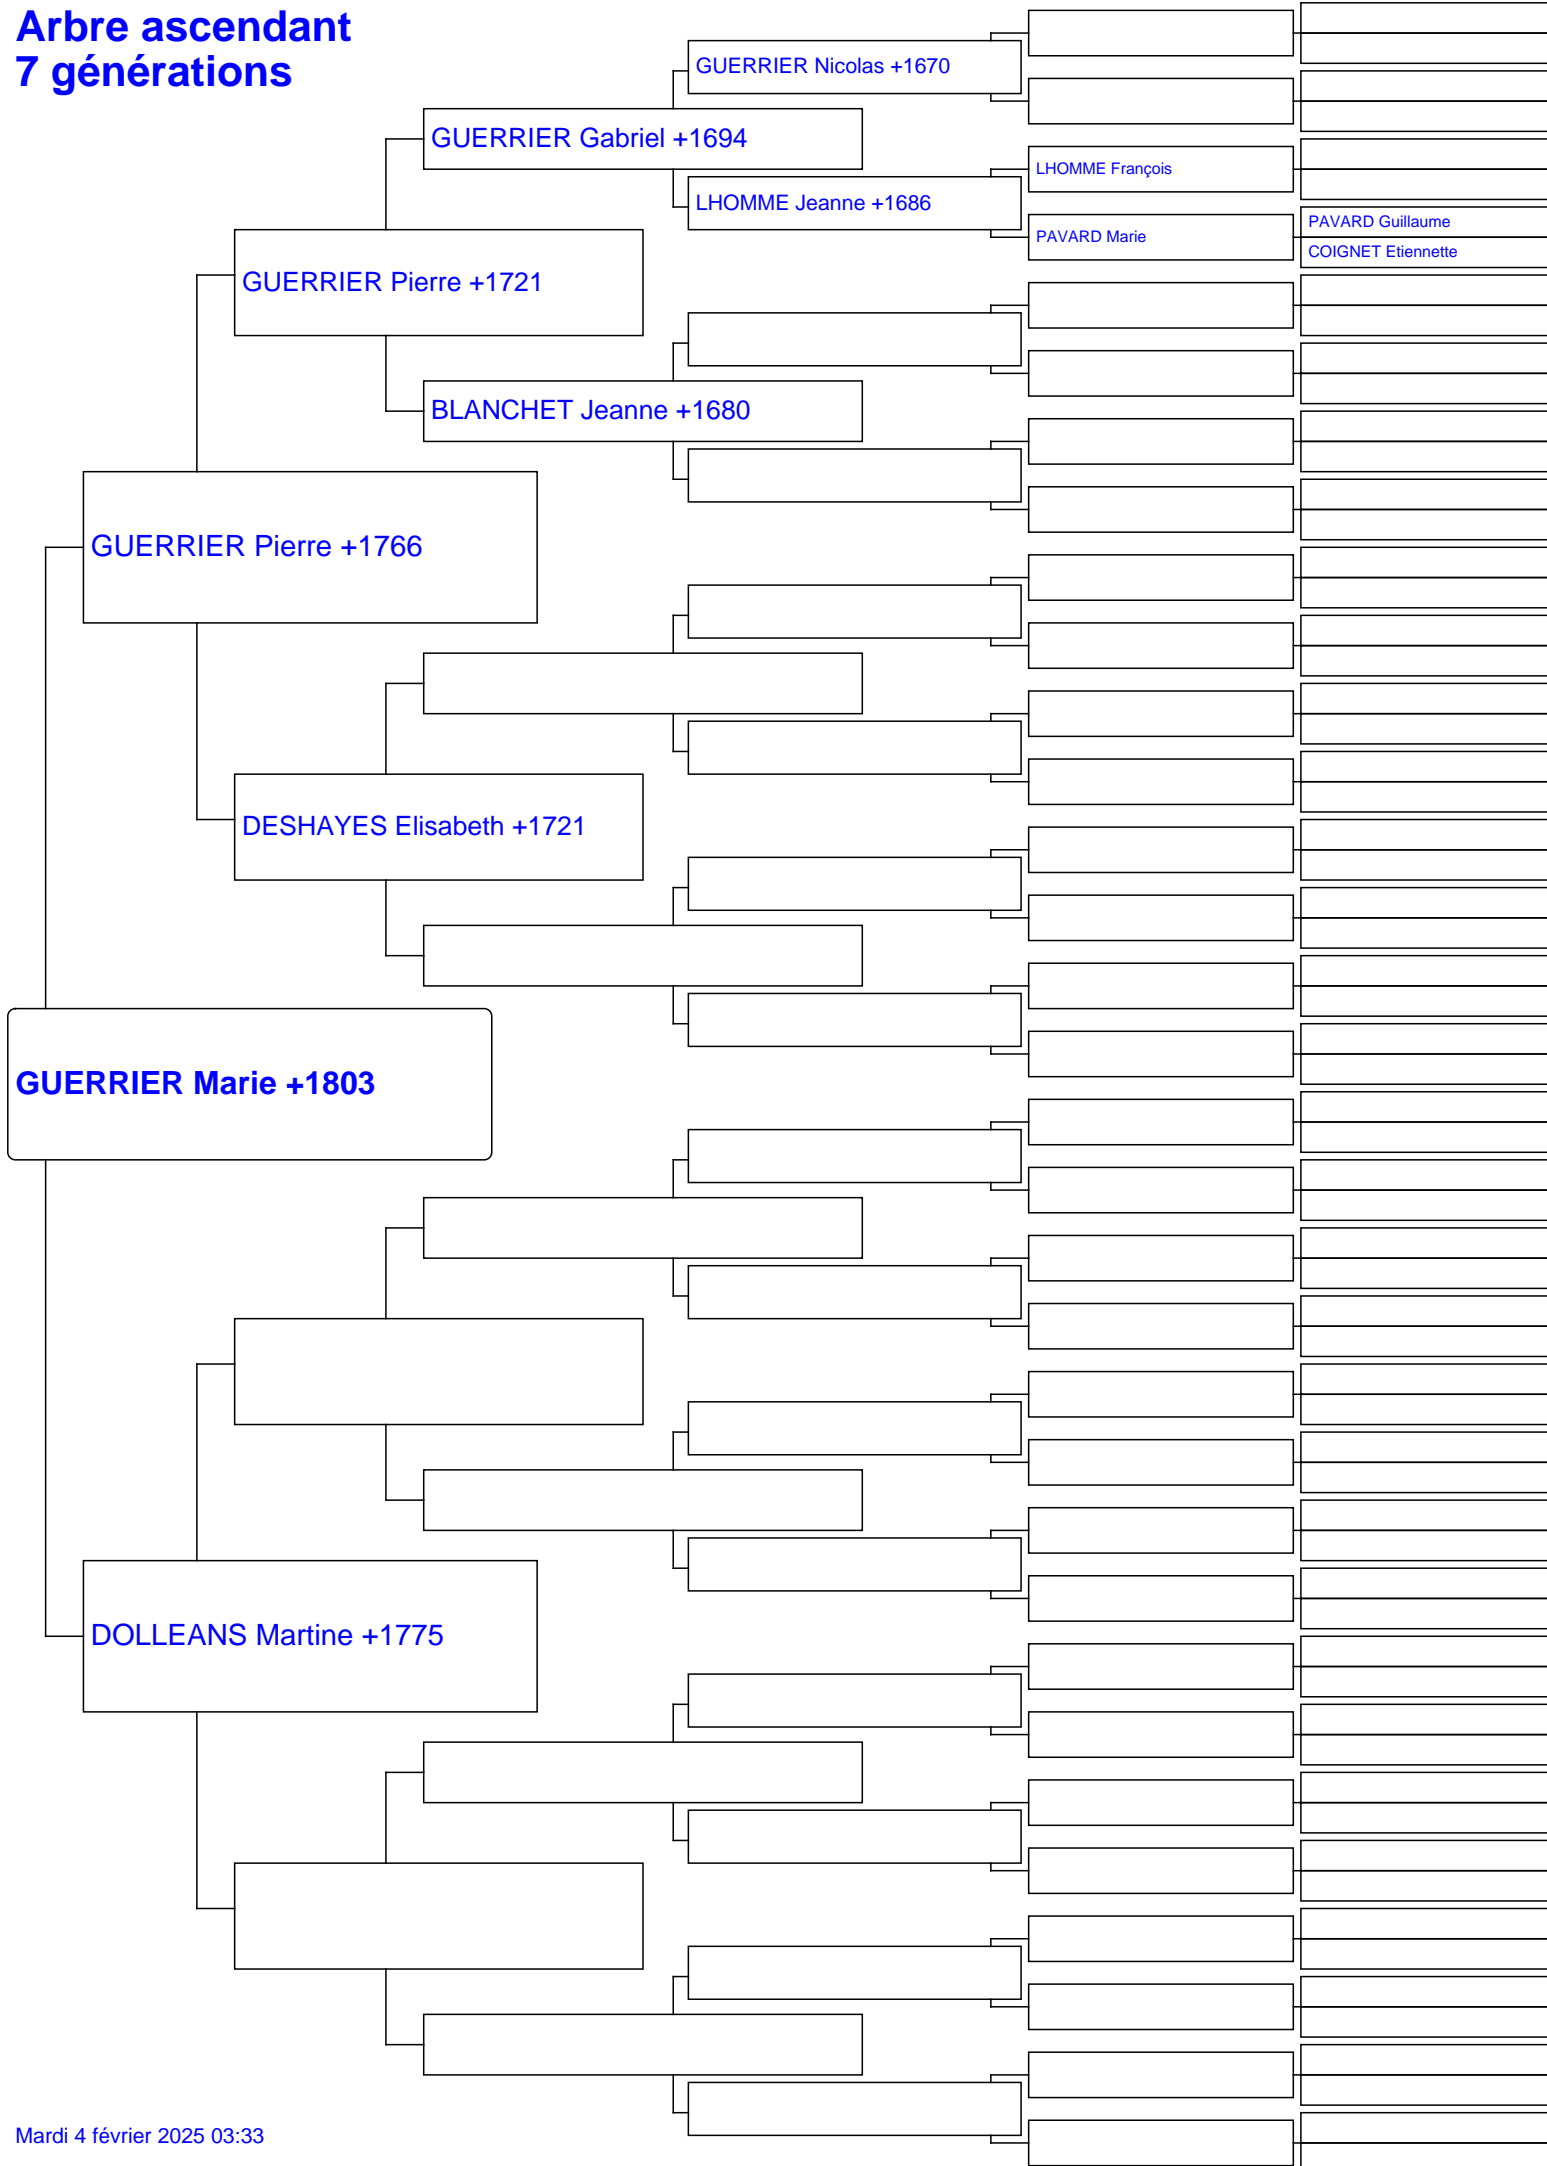 Arbre ascendant
7 générations
GUERRIER Nicolas +1670
GUERRIER Gabriel +1694
LHOMME François
LHOMME Jeanne +1686
PAVARD Guillaume
PAVARD Marie
COIGNET Etiennette
GUERRIER Pierre +1721
BLANCHET Jeanne +1680
GUERRIER Pierre +1766
DESHAYES Elisabeth +1721
GUERRIER Marie +1803
DOLLEANS Martine +1775
Mardi 4 février 2025 03:33